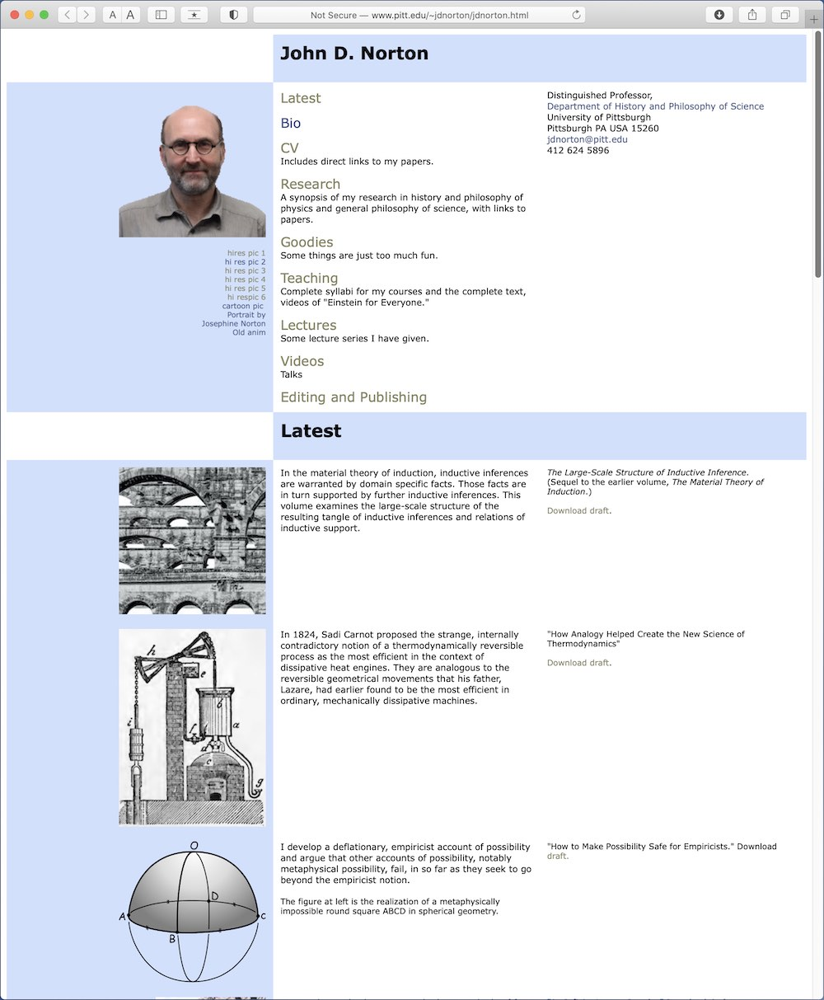 A A
Not Secure — www.pitt.edu/~jdnorton/jdnorton.html
John D. Norton
hires pic 1
hi res pic 2
hi res pic 3
hi res pic 4
hi res pic 5
hi respic 6
cartoon pic
Portrait by
Josephine Norton
Old anim
Latest
Bio
CV
Includes direct links to my papers.
Research
A synopsis of my research in history and philosophy of
physics and general philosophy of science, with links to
papers.
Goodies
Some things are just too much fun.
Teaching
Complete syllabi for my courses and the complete text,
videos of "Einstein for Everyone."
Lectures
Some lecture series I have given.
Videos
Talks
Editing and Publishing
Distinguished Professor,
Department of History and Philosophy of Science
University of Pittsburgh
Pittsburgh PA USA 15260
jdnorton@pitt.edu
412 624 5896
Latest
In the material theory of induction, inductive inferences
are warranted by domain specific facts. Those facts are
in turn supported by further inductive inferences. This
volume examines the large-scale structure of the
resulting tangle of inductive inferences and relations of
inductive support.
The Large-Scale Structure of Inductive Inference.
(Sequel to the earlier volume, The Material Theory of
Induction.)
Download draft.
h
e
i
b
a
f
d
c
g
In 1824, Sadi Carnot proposed the strange, internally
contradictory notion of a thermodynamically reversible
process as the most efficient in the context of
dissipative heat engines. They are analogous to the
reversible geometrical movements that his father,
Lazare, had earlier found to be the most efficient in
ordinary, mechanically dissipative machines.
"How Analogy Helped Create the New Science of
Thermodynamics"
Download draft.
O
D
A
C
B
I develop a deflationary, empiricist account of possibility
and argue that other accounts of possibility, notably
metaphysical possibility, fail, in so far as they seek to go
beyond the empiricist notion.
The figure at left is the realization of a metaphysically
impossible round square ABCD in spherical geometry.
"How to Make Possibility Safe for Empiricists." Download
draft.